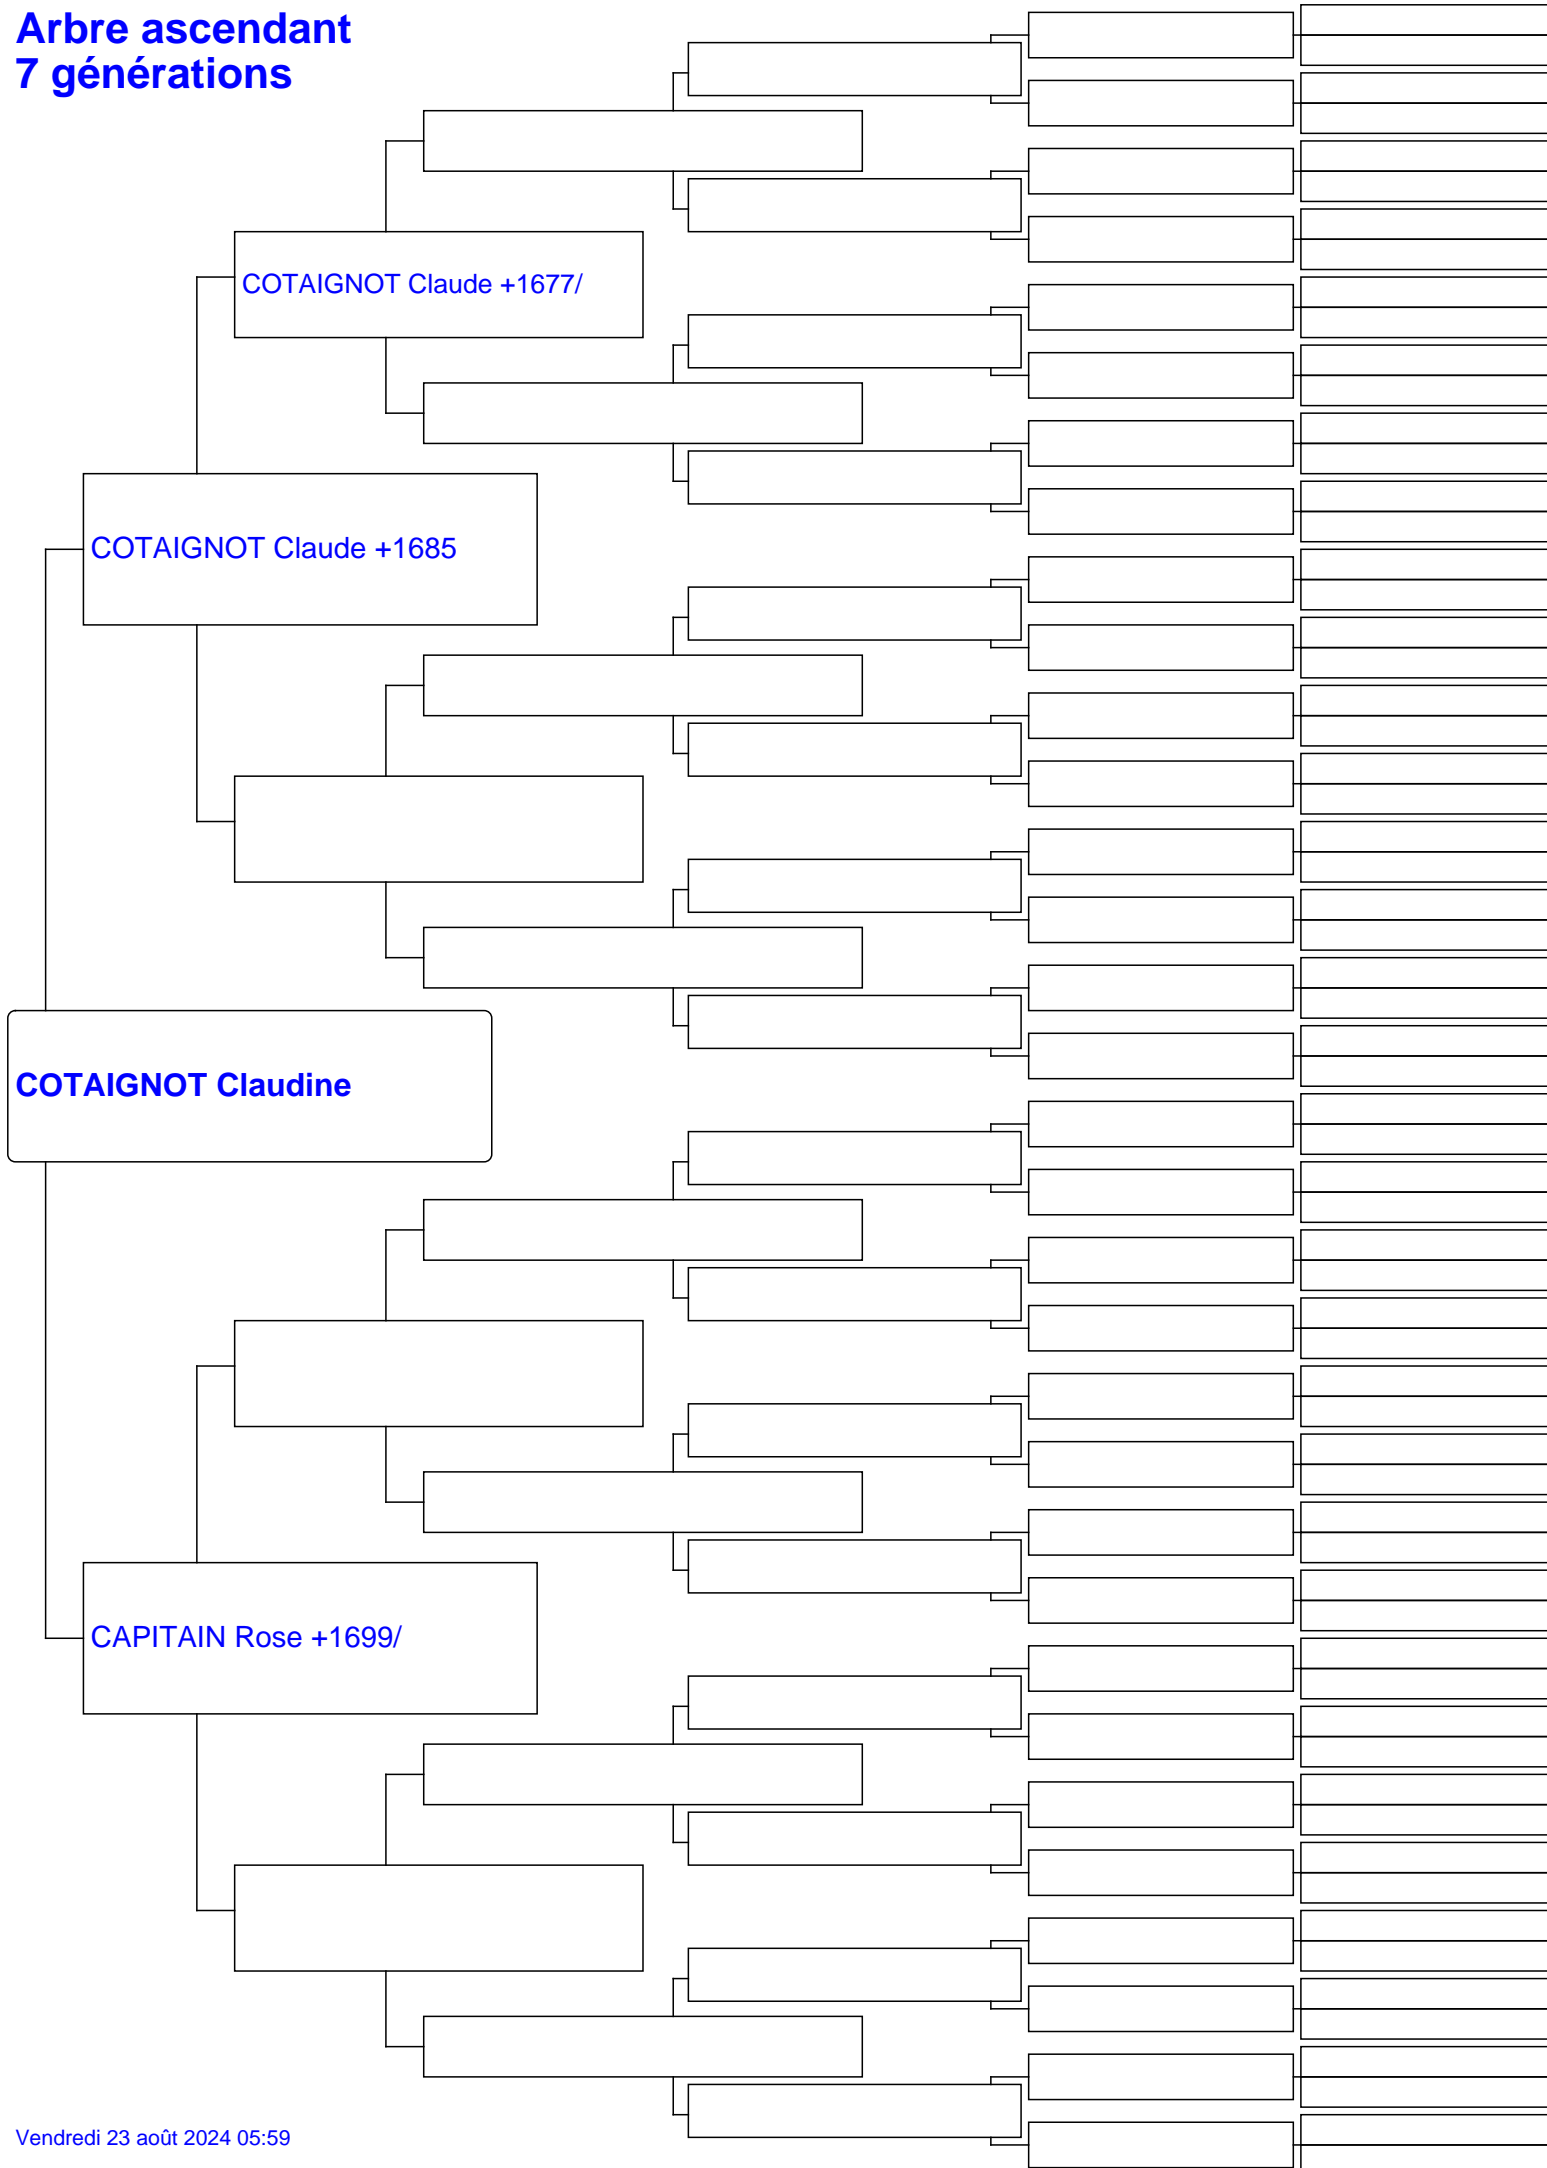 Arbre ascendant
7 générations
COTAIGNOT Claude +1677/
COTAIGNOT Claude +1685
COTAIGNOT Claudine
CAPITAIN Rose +1699/
Vendredi 23 août 2024 05:59